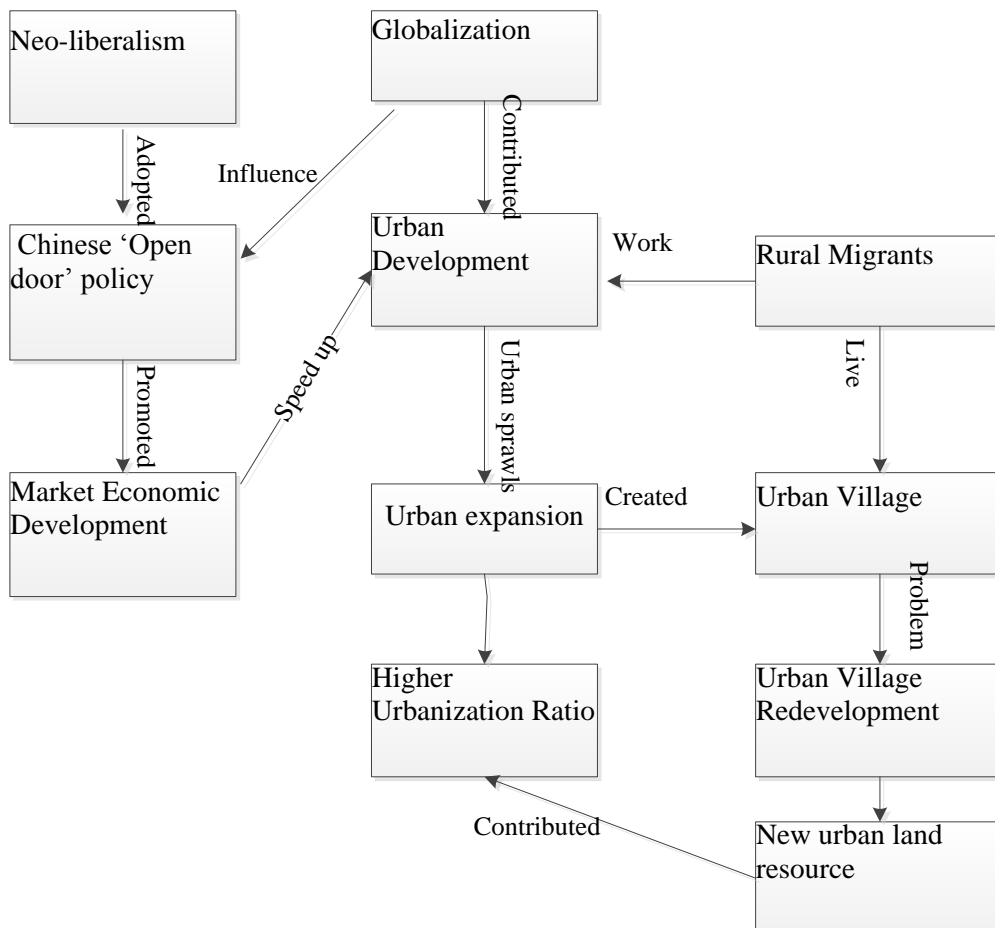 Neo-liberalism
Globalization
Adopted
Influence
Contributed
Chinese ‘Open
door’ policy
Urban
Development
Work
Rural Migrants
Promoted
Speed up
Urban sprawls
Live
Market Economic
Development
Urban expansion
Created
Urban Village
Problem
Higher
Urbanization Ratio
Urban Village
Redevelopment
Contributed
New urban land
resource